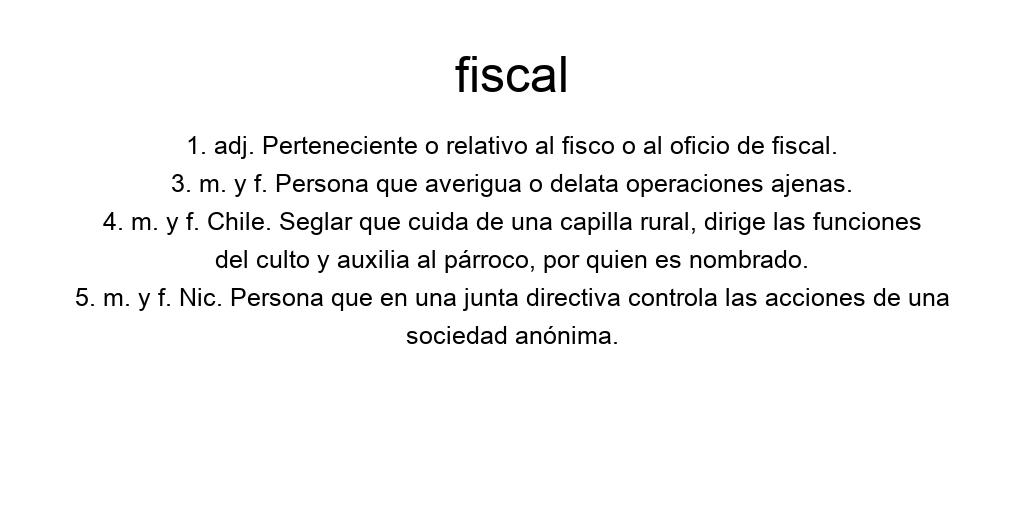 fiscal
1. adj. Perteneciente o relativo al fisco o al oficio de fiscal.
3. m. y f. Persona que averigua o delata operaciones ajenas.
4. m. y f. Chile. Seglar que cuida de una capilla rural, dirige las funciones
del culto y auxilia al párroco, por quien es nombrado.
5. m. y f. Nic. Persona que en una junta directiva controla las acciones de una
sociedad anónima.